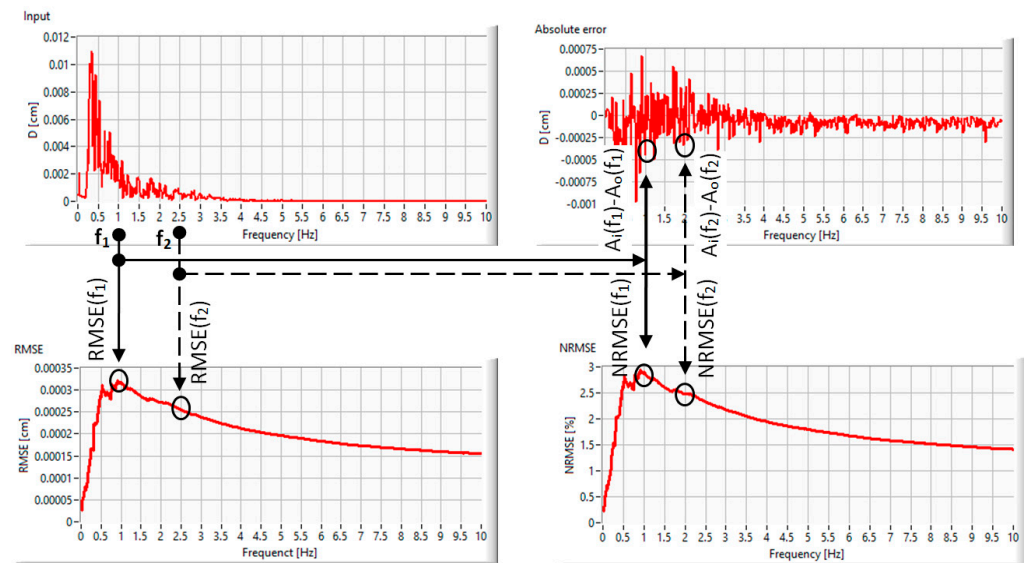 Input
0.012
0.01
0.008
0.006
0.004
0.002
0
D [cm]
0 0.5 1 1.5 2 2.5 3 3.5 4 4.5 5 5.5 6 6.5 7 7.5 8 8.5 9 9.5 10
Frequency [Hz]
f1
f2
Absolute error
0.00075
0.0005
0.00025
0
-0.00025
-0.0005
-0.00075
-0.001
D [cm]
1 1.5 2 3.5 4 4.5 5 5.5 6 6.5 7 7.5 8 8.5 9 9.5 10
Frequency [Hz]
Ai(f1)-Ao(f1)
Ai(f2)-Ao(f2)
RMSE(f1)
RMSE(f2)
NRMSE(f1)
NRMSE(f2)
RMSE
0.00035
0.0003
0.00025
0.0002
0.00015
0.0001
0.00005
0
RMSE [cm]
0 0.5 1 1.5 2 2.5 3 3.5 4 4.5 5 5.5 6 6.5 7 7.5 8 8.5 9 9.5 10
Frequenct [Hz]
NRMSE
3
2.5
2
1.5
1
0.5
0
NRMSE [%]
0 0.5 1 1.5 2 2.5 3 3.5 4 4.5 5 5.5 6 6.5 7 7.5 8 8.5 9 9.5 10
Frequency [Hz]